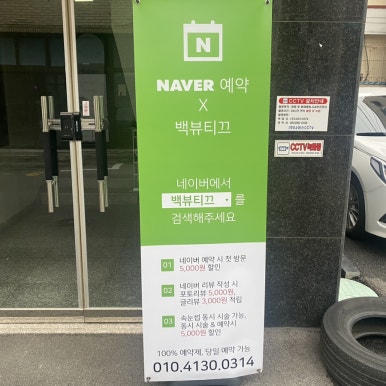 N
NAVER 예약
X
백뷰티끄
네이버에서
백뷰티끄 를
검색해주세요
01 네이버 예약 시 첫 방문
5,000원 할인
02 네이버 리뷰 작성 시
포토리뷰 5,000원,
글리뷰 3,000원 적립
03 속눈썹 동시 시술 가능,
동시 시술 & 예약시
5,000원 할인
100% 예약제, 당일 예약 가능
010.4130.0314
CCTV 설치안내
CCTV녹화중